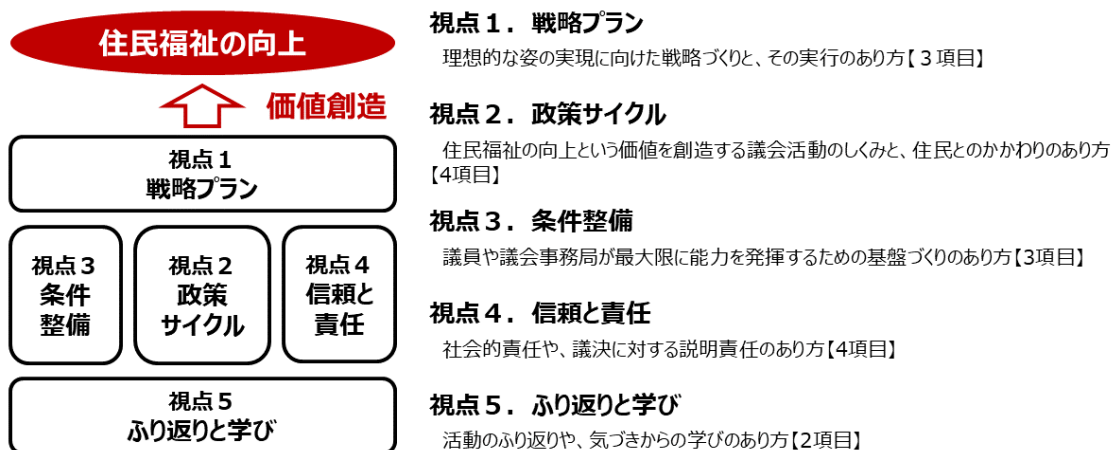 住民福祉の向上
価値創造
視点１
戦略プラン
視点３
条件
整備
視点２
政策
サイクル
視点４
信頼と
責任
視点５
ふり返りと学び
視点１．戦略プラン
理想的な姿の実現に向けた戦略づくりと、その実行のあり方【３項目】
視点２．政策サイクル
住民福祉の向上という価値を創造する議会活動のしくみと、住民とのかかわりのあり方
【4項目】
視点３．条件整備
議員や議会事務局が最大限に能力を発揮するための基盤づくりのあり方【3項目】
視点４．信頼と責任
社会的責任や、議決に対する説明責任のあり方【4項目】
視点５．ふり返りと学び
活動のふり返りや、気づきからの学びのあり方【2項目】